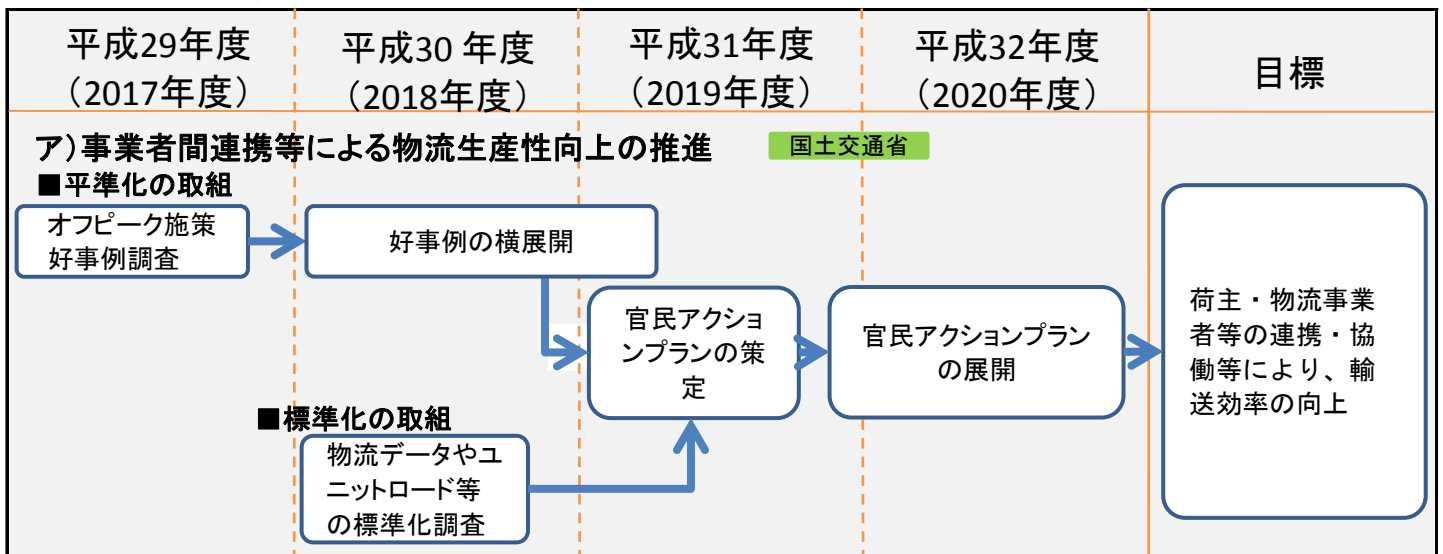 平成29年度
（2017年度）
平成30 年度
（2018年度）
平成31年度
（2019年度）
平成32年度
（2020年度）
目標
ア）事業者間連携等による物流生産性向上の推進
国土交通省
■平準化の取組
オフピーク施策
好事例調査
好事例の横展開
官民アクショ
ンプランの策
定
官民アクションプラン
の展開
荷主・物流事業
者等の連携・協
働等により、輸
送効率の向上
■標準化の取組
物流データやユ
ニットロード等
の標準化調査